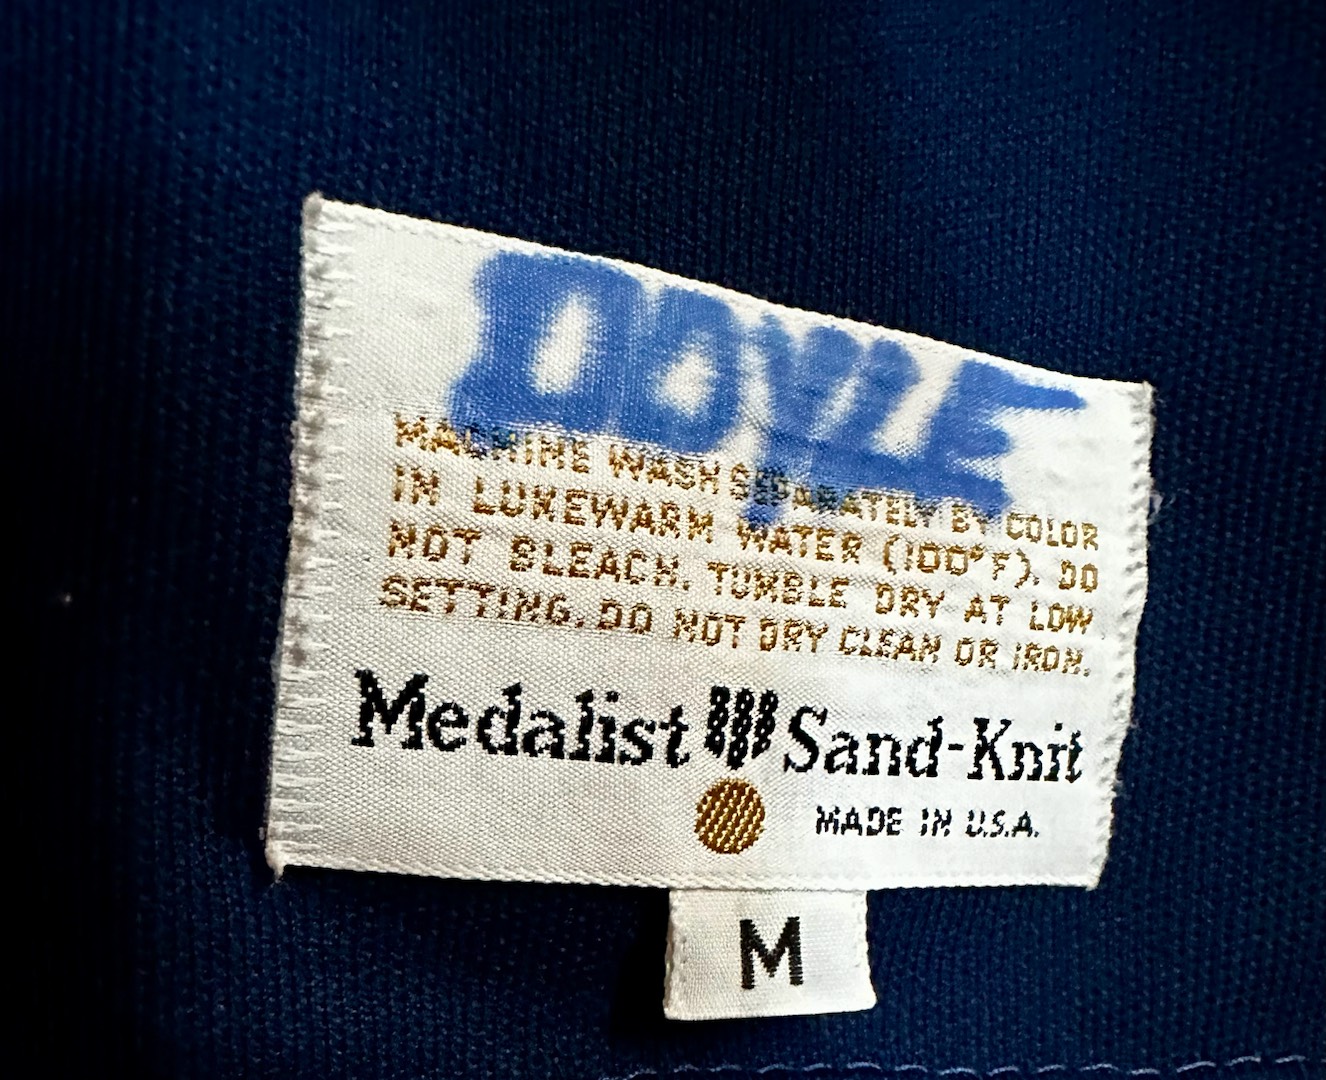 DOYLE
MACHINE WASH SEPARATELY BY COLOR
IN LUKEWARM WATER (100°F). DO
NOT BLEACH. TUMBLE DRY AT LOW
SETTING. DO NOT DRY CLEAN OR IRON.
Medalist Sand-Knit
MADE IN U.S.A.
M